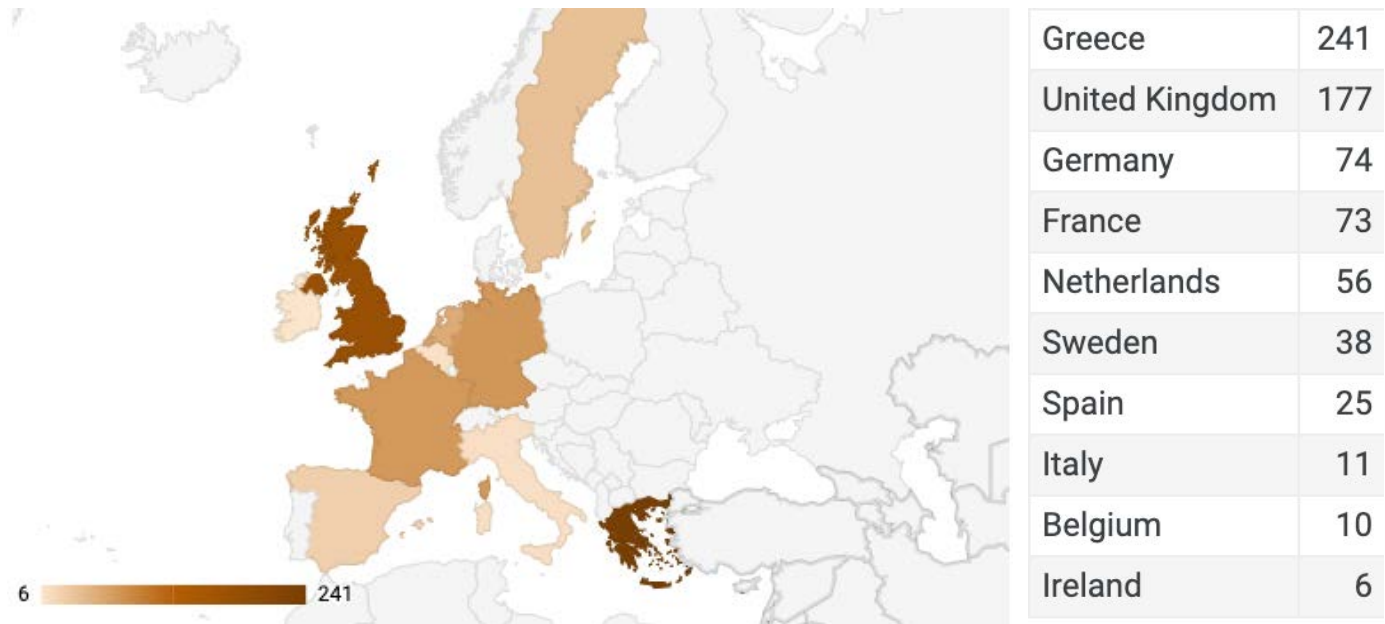 Greece 241
United Kingdom 177
Germany 74
France 73
Netherlands 56
Sweden 38
Spain 25
Italy 11
Belgium 10
Ireland 6
6 241